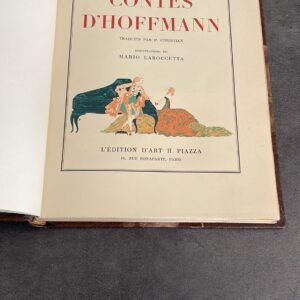 CONTES
D'HOFFMANN
TRADUITS PAR P. CHRISTIAN
ILLUSTRATIONS DE
MARIO LABOCCETTA
L'ÉDITION D'ART H. PIAZZA
19, RUE BONAPARTE, PARIS